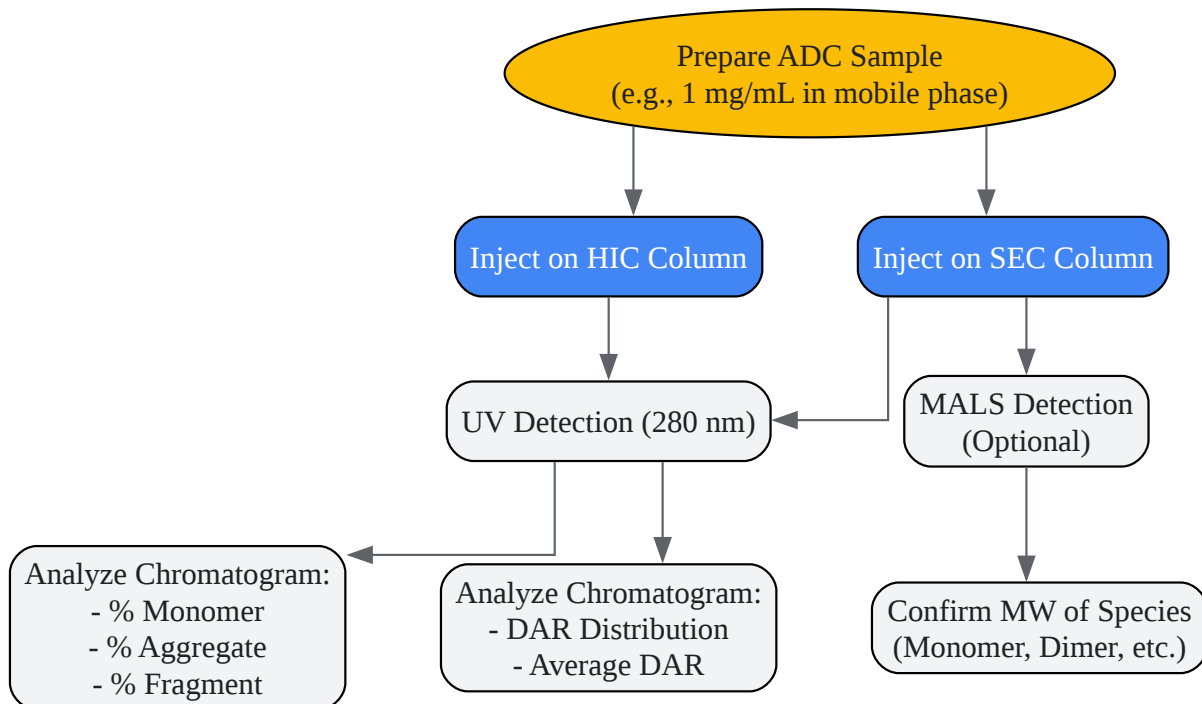 Prepare ADC Sample
(e.g., 1 mg/mL in mobile phase)
Inject on HIC Column
Inject on SEC Column
UV Detection (280 nm)
MALS Detection
(Optional)
Analyze Chromatogram:
- % Monomer
- % Aggregate
- % Fragment
Analyze Chromatogram:
- DAR Distribution
- Average DAR
Confirm MW of Species
(Monomer, Dimer, etc.)